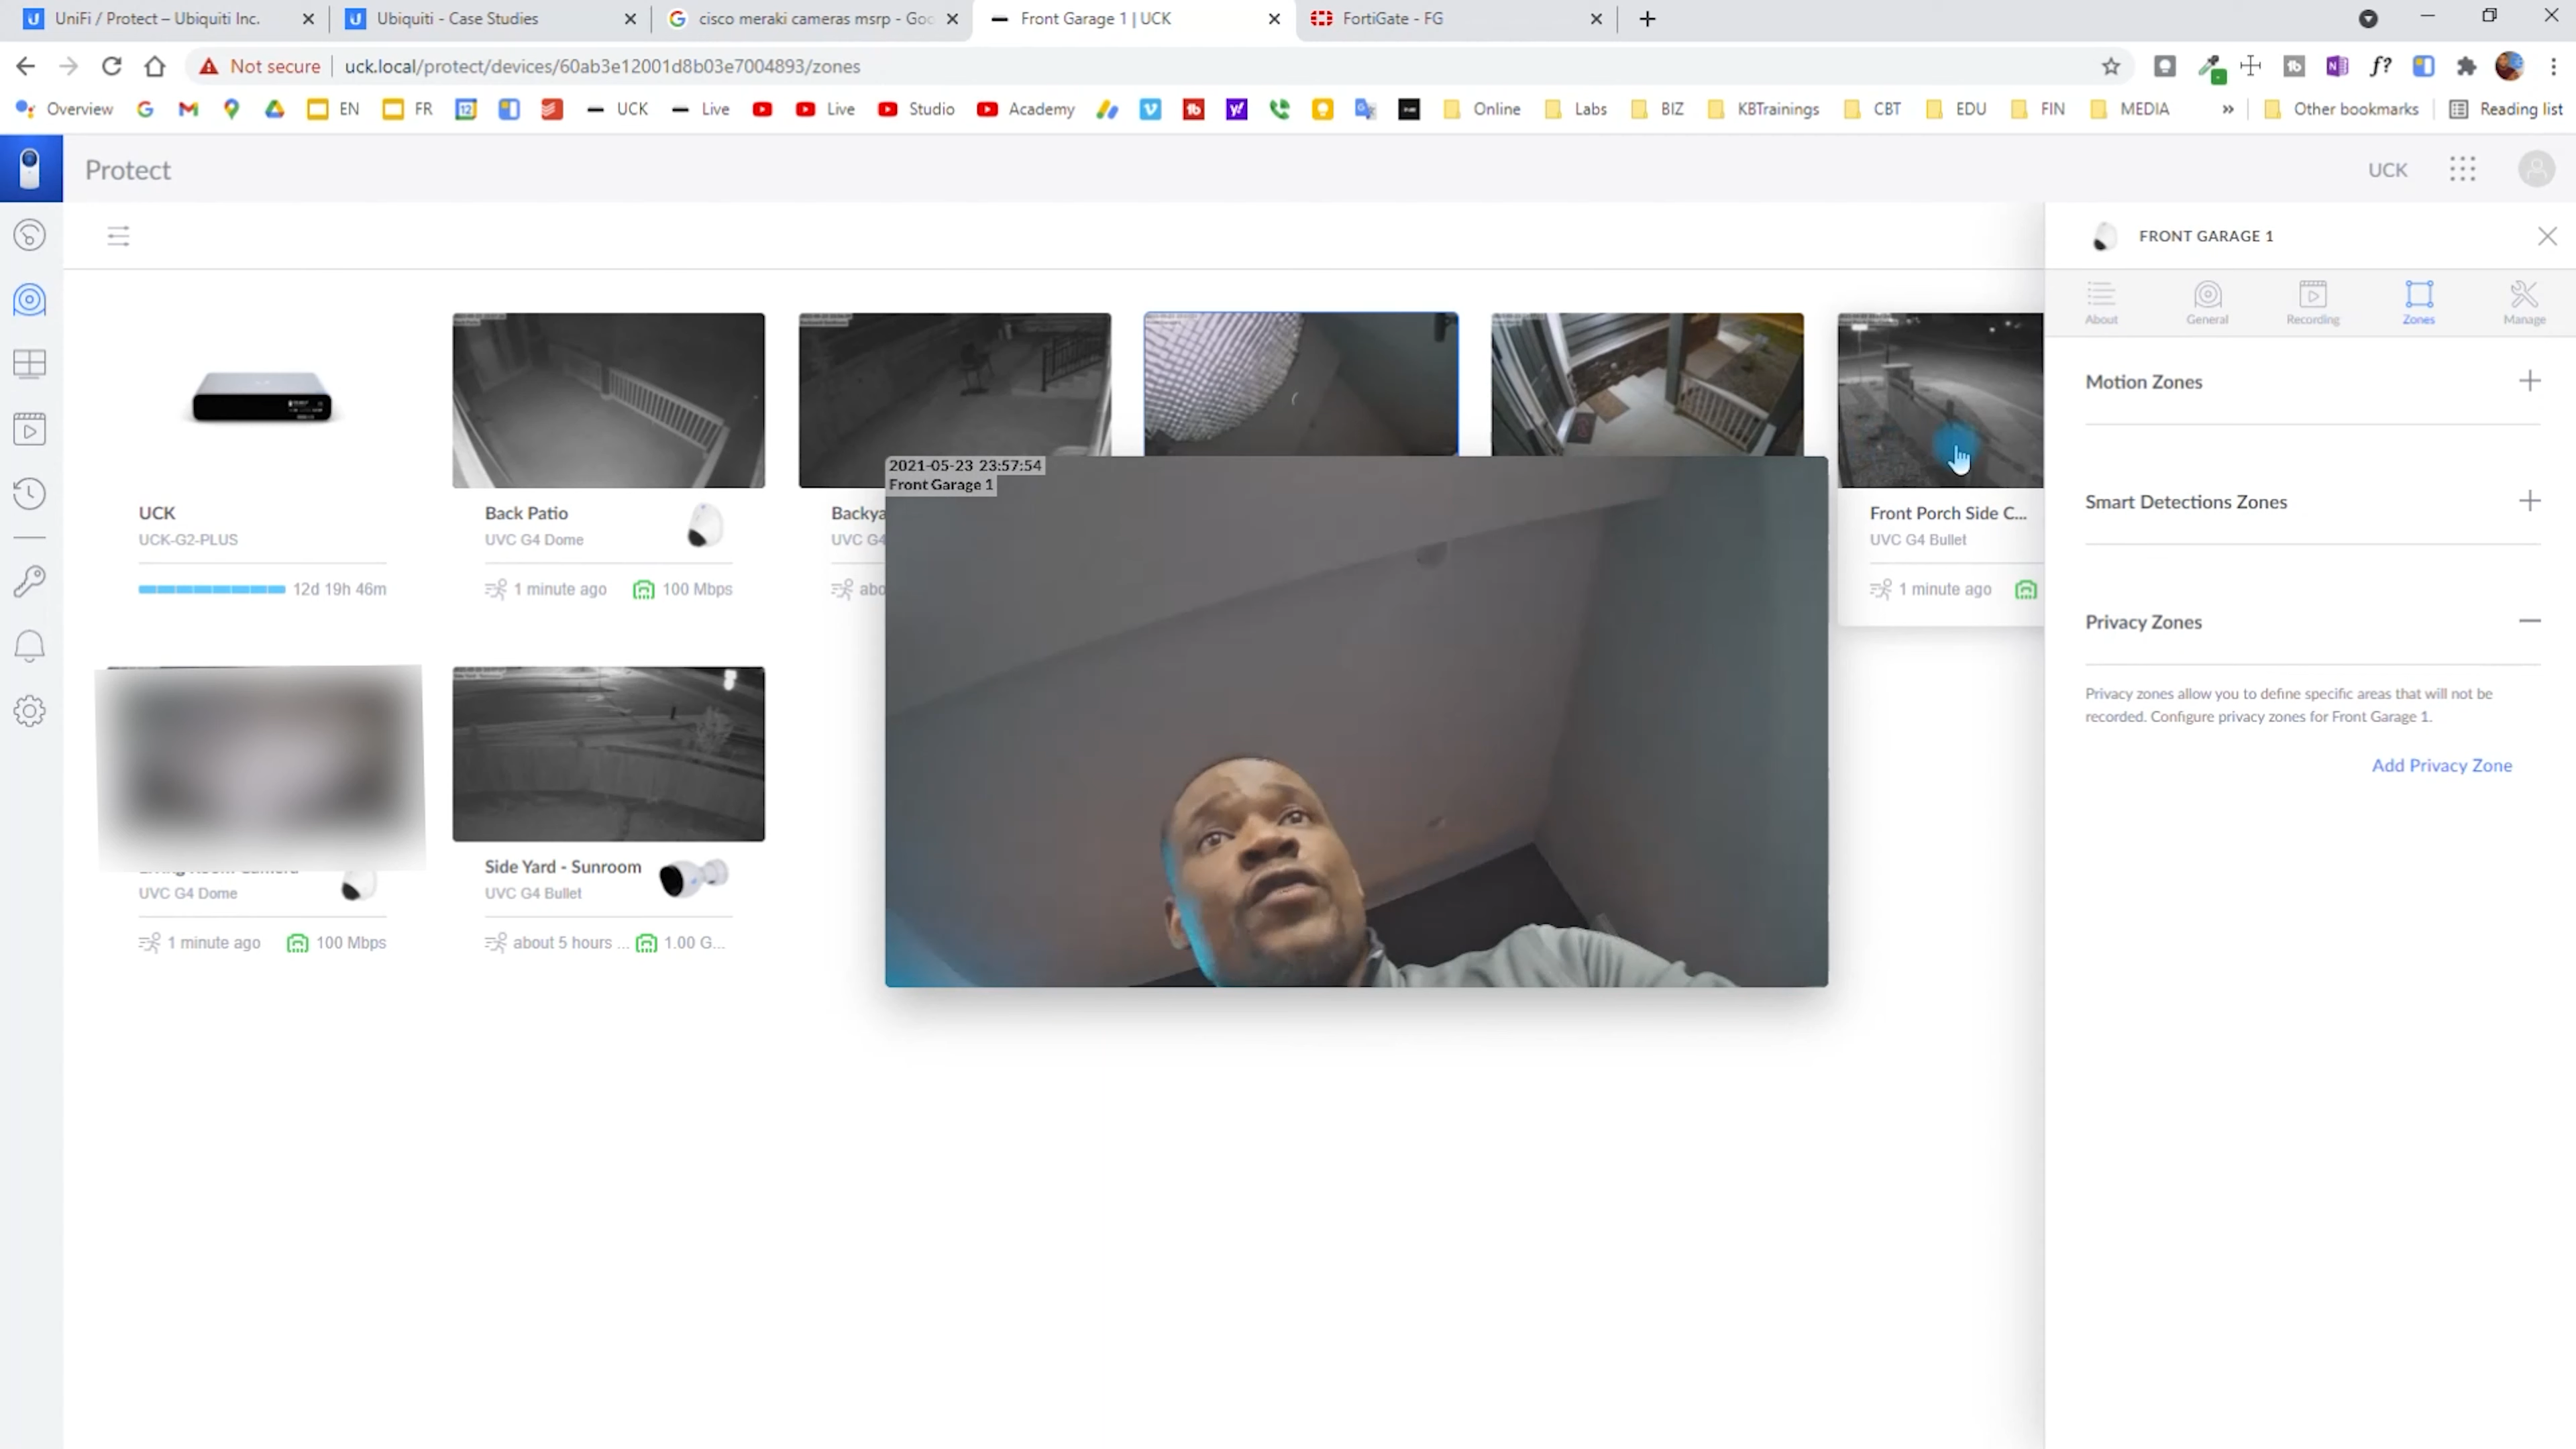 UniFi / Protect – Ubiquiti Inc.
Ubiquiti - Case Studies
cisco meraki cameras msrp - Goo
Front Garage 1 | UCK
FortiGate - FG
Not secure
uck.local/protect/devices/60ab3e12001d8b03e7004893/zones
Overview
EN
FR
12
UCK
Live
Live
Studio
Academy
Online
Labs
BIZ
KBTrainings
CBT
EDU
FIN
MEDIA
»
Other bookmarks
Reading list
Protect
UCK
FRONT GARAGE 1
About
General
Recording
Zones
Manage
Motion Zones
Smart Detections Zones
Privacy Zones
Privacy zones allow you to define specific areas that will not be
recorded. Configure privacy zones for Front Garage 1.
Add Privacy Zone
UCK
UCK-G2-PLUS
12d 19h 46m
Back Patio
UVC G4 Dome
1 minute ago
100 Mbps
Backya
UVC G4
abo
2021-05-23 23:57:54
Front Garage 1
Front Porch Side C...
UVC G4 Bullet
1 minute ago
UVC G4 Dome
1 minute ago
100 Mbps
Side Yard - Sunroom
UVC G4 Bullet
about 5 hours ...
1.00 G...